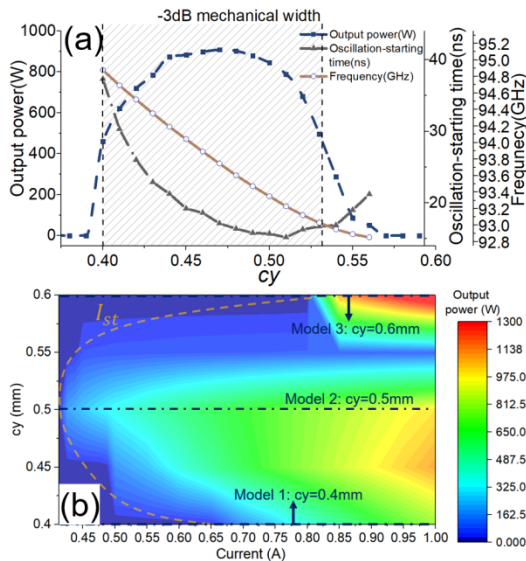 -3dB mechanical width
(a)
Output power(W)
Oscillation-starting
time(ns)
Frequency(GHz)
1000
800
600
400
200
0
Output power(W)
40
30
20
Oscillation-starting time(ns)
95.2
95.0
94.8
94.6
94.4
94.2
94.0
93.8
93.6
93.4
93.2
93.0
92.8
Frequnecy(GHz)
0.40 0.45 0.50 0.55 0.60
cy
0.6
0.55
0.5
0.45
0.4
cy (mm)
I_st
Model 3: cy=0.6mm
Model 2: cy=0.5mm
Model 1: cy=0.4mm
(b)
0.45 0.50 0.55 0.60 0.65 0.70 0.75 0.80 0.85 0.90 0.95 1.00
Current (A)
Output
power (W)
1300
1138
975.0
812.5
650.0
487.5
325.0
162.5
0.000